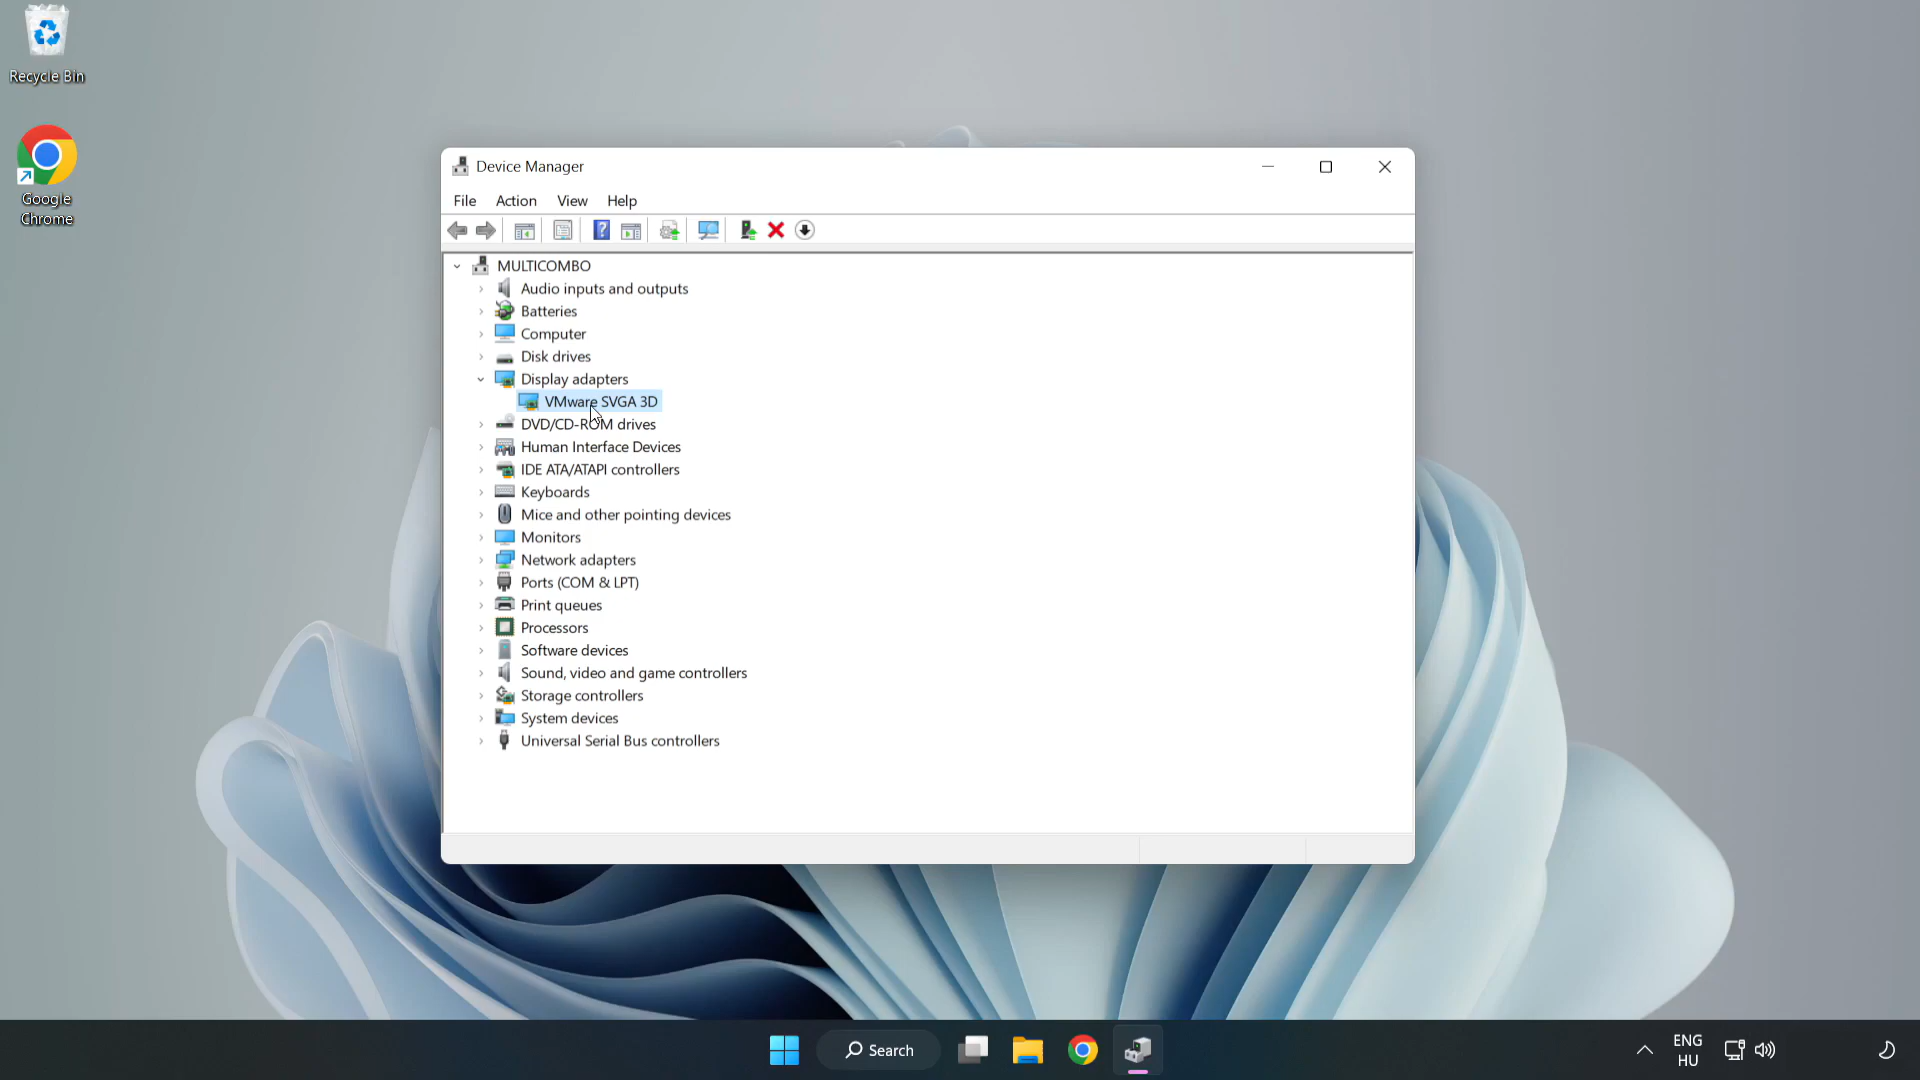 Recycle Bin
Google
Chrome
Device Manager
File Action View Help
MULTICOMBO
Audio inputs and outputs
Batteries
Computer
Disk drives
Display adapters
VMware SVGA 3D
DVD/CD-ROM drives
Human Interface Devices
IDE ATA/ATAPI controllers
Keyboards
Mice and other pointing devices
Monitors
Network adapters
Ports (COM & LPT)
Print queues
Processors
Software devices
Sound, video and game controllers
Storage controllers
System devices
Universal Serial Bus controllers
Search
ENG
HU